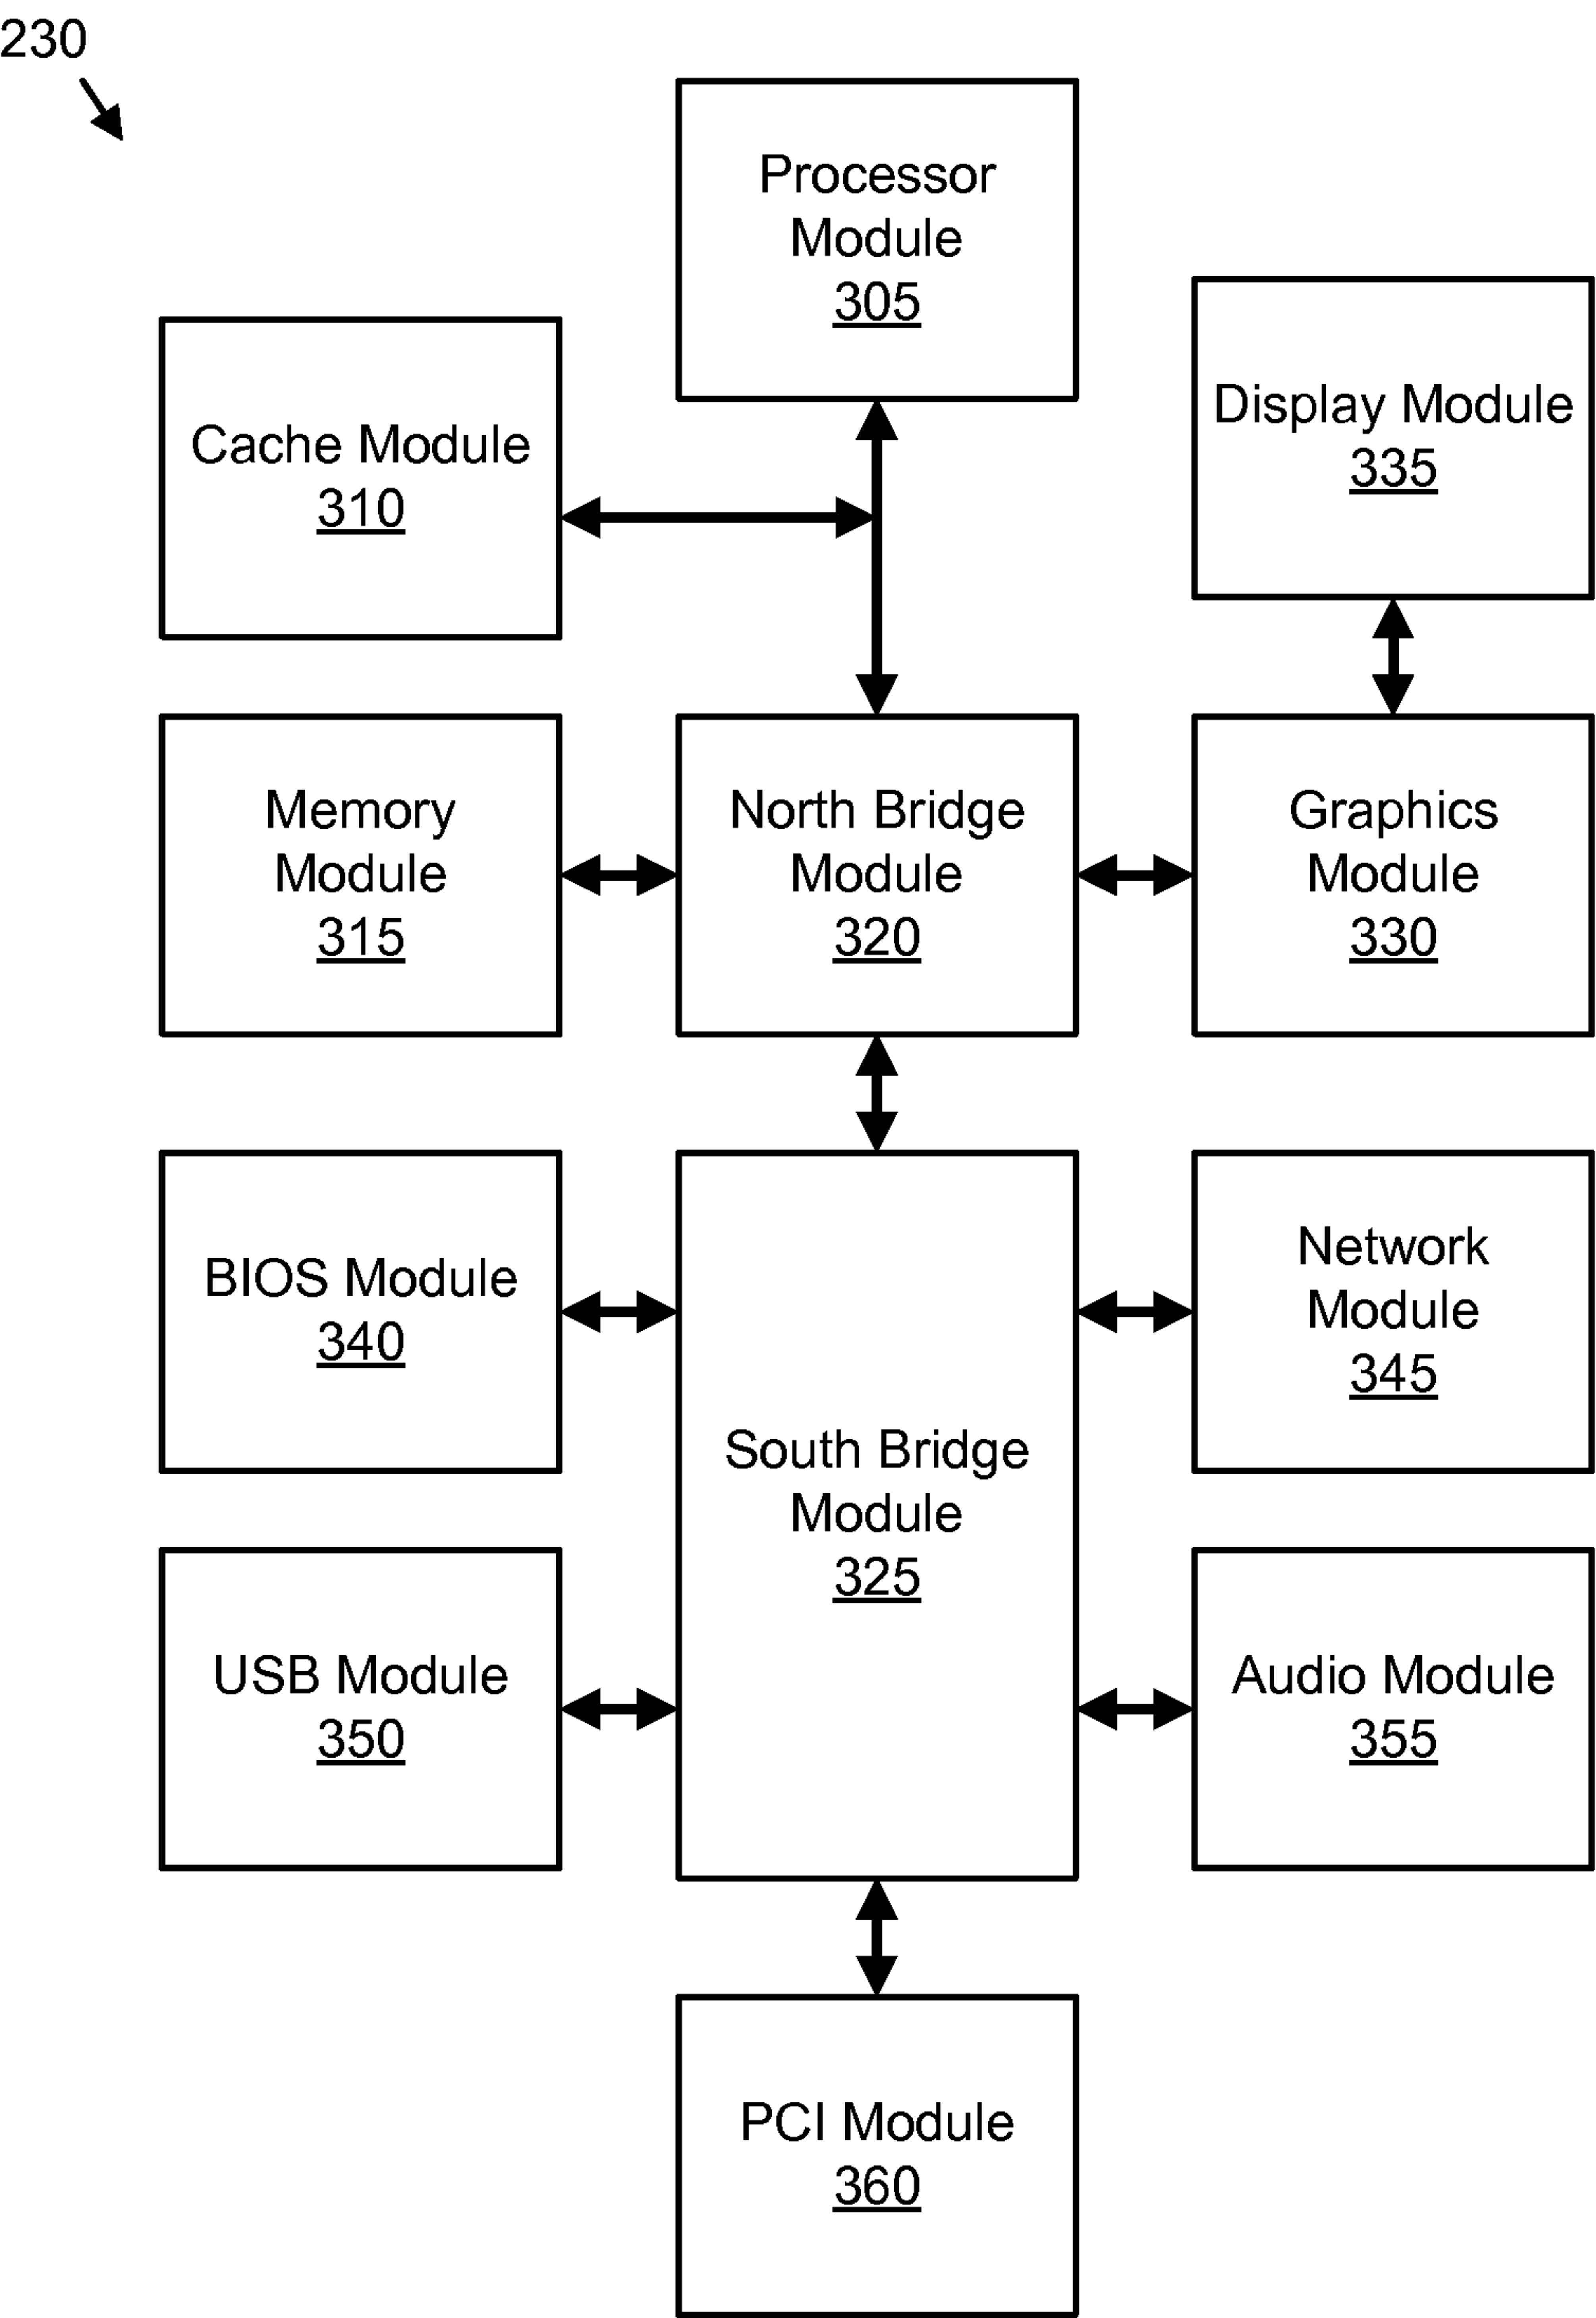 230
Processor
Module
305
Cache Module
310
Display Module
335
Memory
Module
315
North Bridge
Module
320
Graphics
Module
330
BIOS Module
340
Network
Module
345
South Bridge
Module
325
USB Module
350
Audio Module
355
PCI Module
360